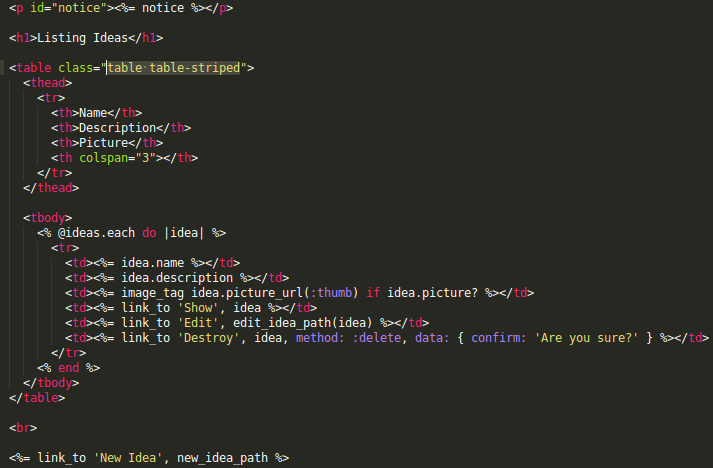 <p id="notice"><%= notice %></p>
<h1>Listing Ideas</h1>
<table class="table table-striped">
<thead>
<tr>
<th>Name</th>
<th>Description</th>
<th>Picture</th>
<th colspan="3"></th>
</tr>
</thead>
<tbody>
<% @ideas.each do |idea| %>
<tr>
<td><%= idea.name %></td>
<td><%= idea.description %></td>
<td><%= image_tag idea.picture_url(:thumb) if idea.picture? %></td>
<td><%= link_to 'Show', idea %></td>
<td><%= link_to 'Edit', edit_idea_path(idea) %></td>
<td><%= link_to 'Destroy', idea, method: :delete, data: { confirm: 'Are you sure?' } %></td>
</tr>
<% end %>
</tbody>
</table>
<br>
<%= link_to 'New Idea', new_idea_path %>